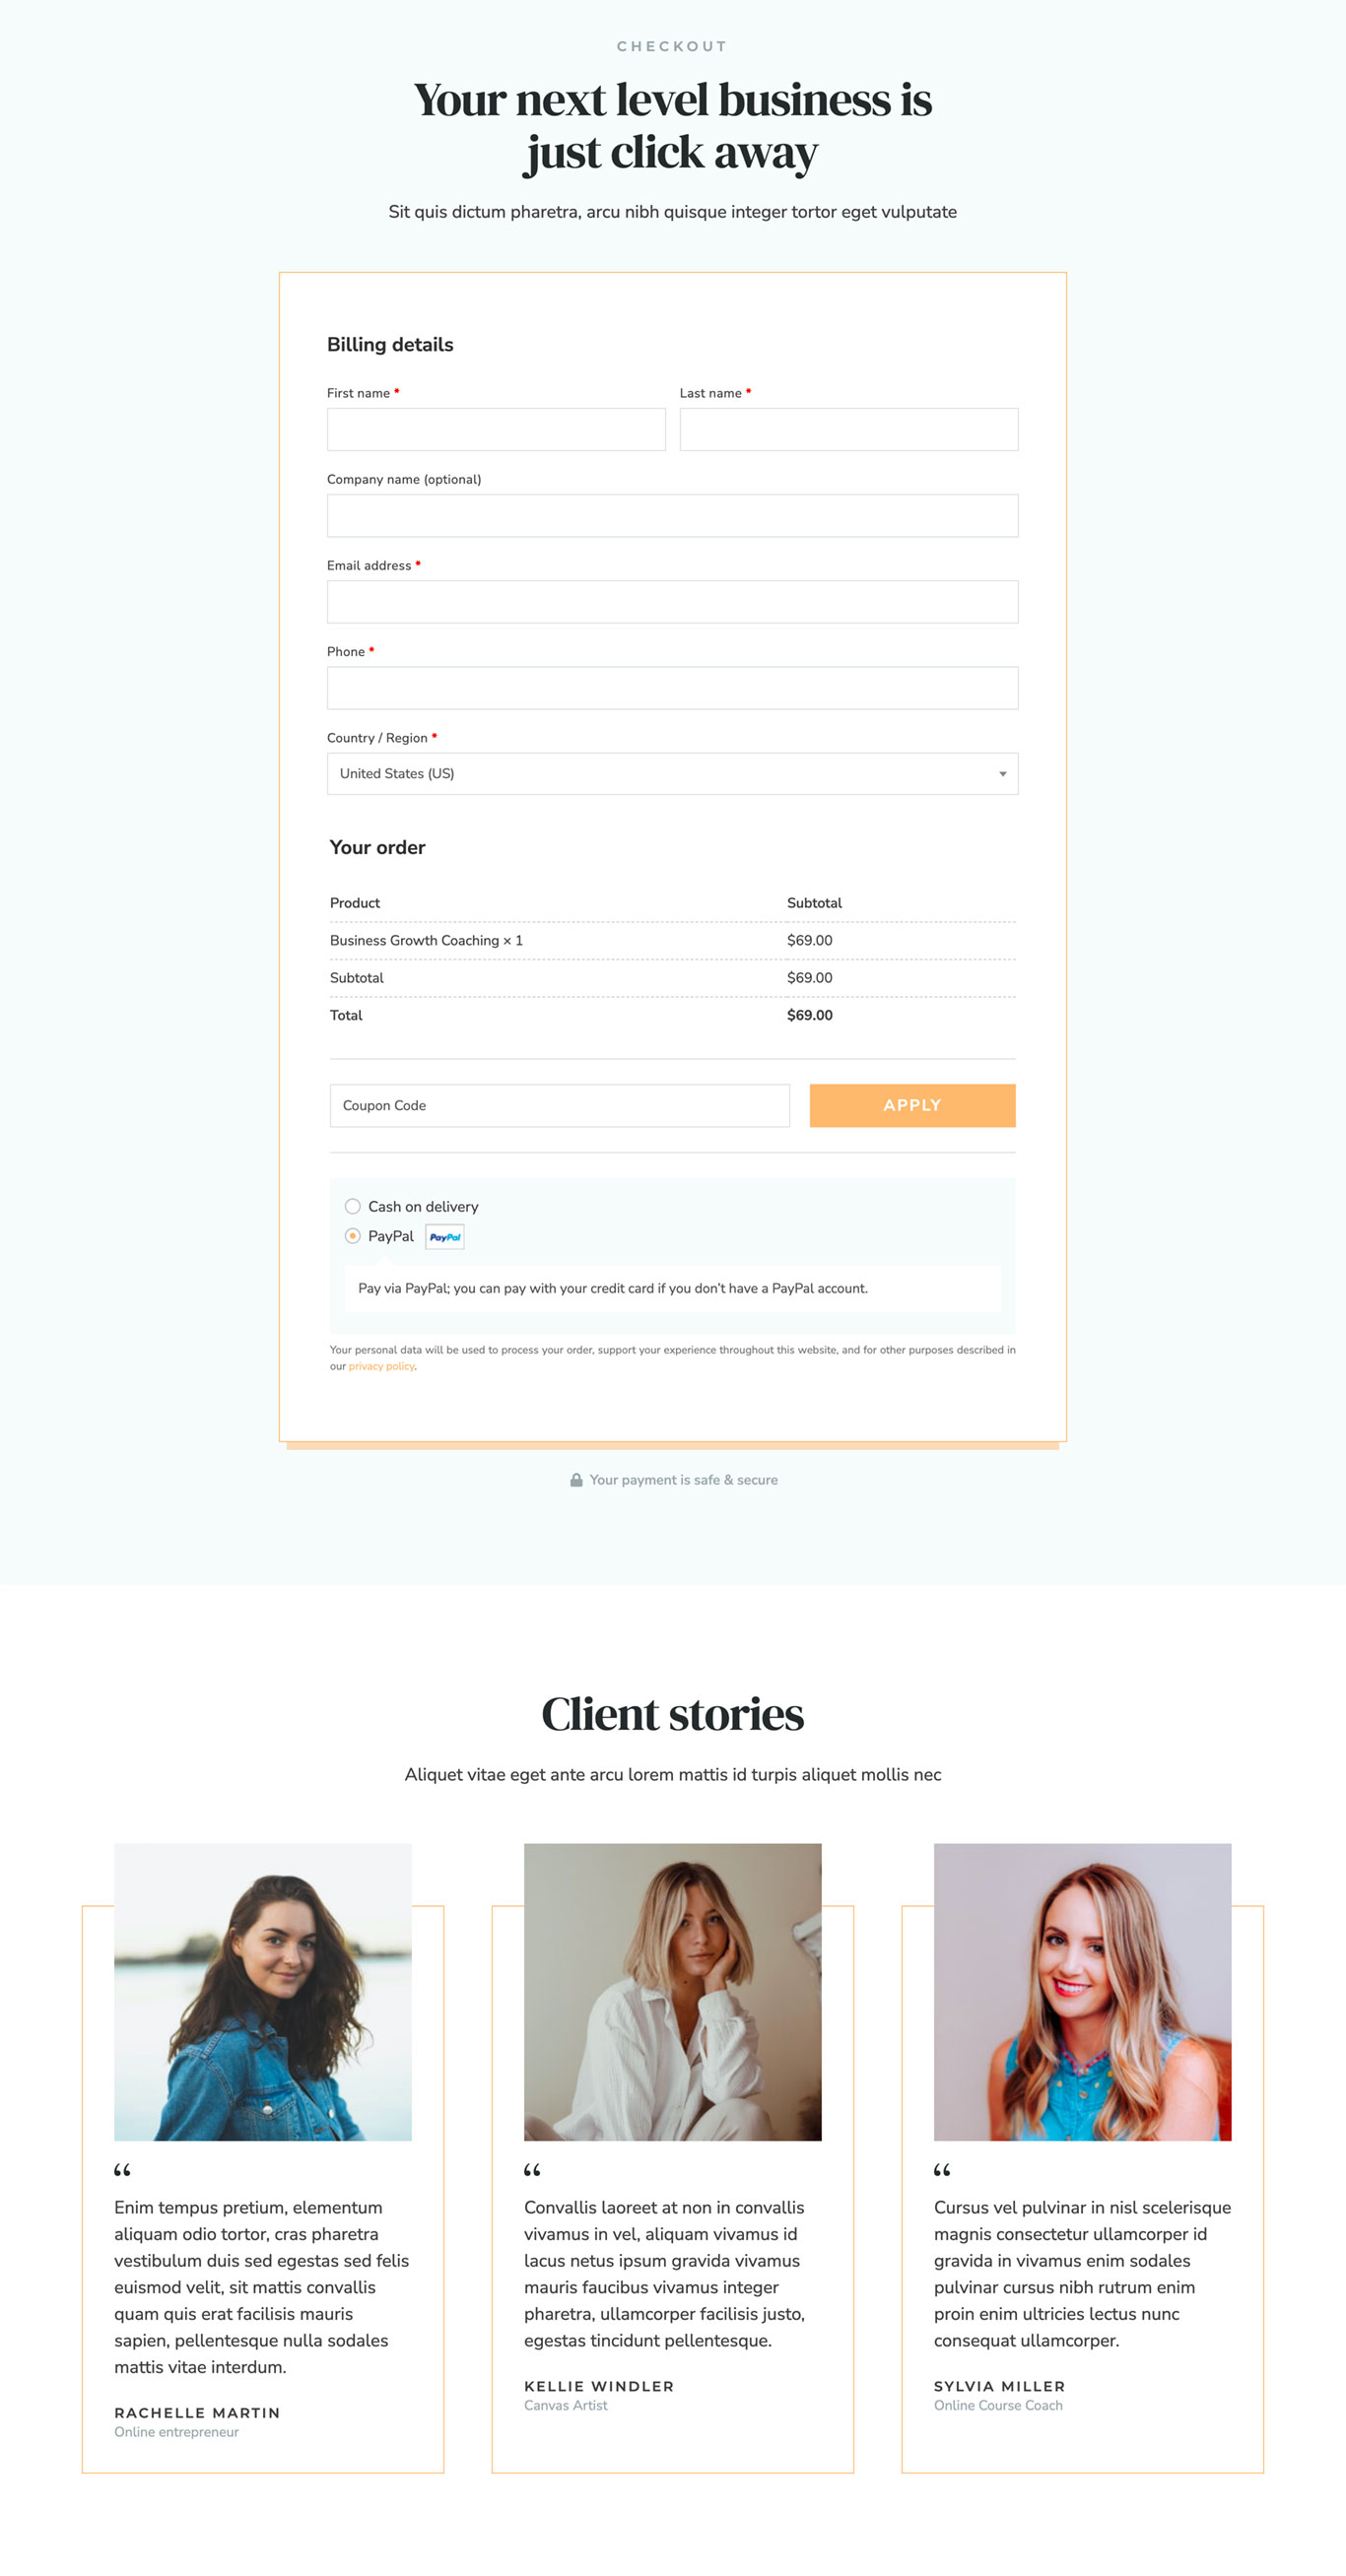 CHECKOUT
Your next level business is
just click away
Sit quis dictum pharetra, arcu nibh quisque integer tortor eget vulputate
Billing details
First name *
Last name *
Company name (optional)
Email address *
Phone *
Country / Region *
United States (US)
Your order
Product Subtotal
Business Growth Coaching × 1 $69.00
Subtotal $69.00
Total $69.00
Coupon Code
APPLY
Cash on delivery
PayPal PayPal
Pay via PayPal; you can pay with your credit card if you don't have a PayPal account.
Your personal data will be used to process your order, support your experience throughout this website, and for other purposes described in
our privacy policy.
Your payment is safe & secure
Client stories
Aliquet vitae eget ante arcu lorem mattis id turpis aliquet mollis nec
“
Enim tempus pretium, elementum
aliquam odio tortor, cras pharetra
vestibulum duis sed egestas sed felis
euismod velit, sit mattis convallis
quam quis erat facilisis mauris
sapien, pellentesque nulla sodales
mattis vitae interdum.
RACHELLE MARTIN
Online entrepreneur
“
Convallis laoreet at non in convallis
vivamus in vel, aliquam vivamus id
lacus netus ipsum gravida vivamus
mauris faucibus vivamus integer
pharetra, ullamcorper facilisis justo,
egestas tincidunt pellentesque.
KELLIE WINDLER
Canvas Artist
“
Cursus vel pulvinar in nisl scelerisque
magnis consectetur ullamcorper id
gravida in vivamus enim sodales
pulvinar cursus nibh rutrum enim
proin enim ultricies lectus nunc
consequat ullamcorper.
SYLVIA MILLER
Online Course Coach